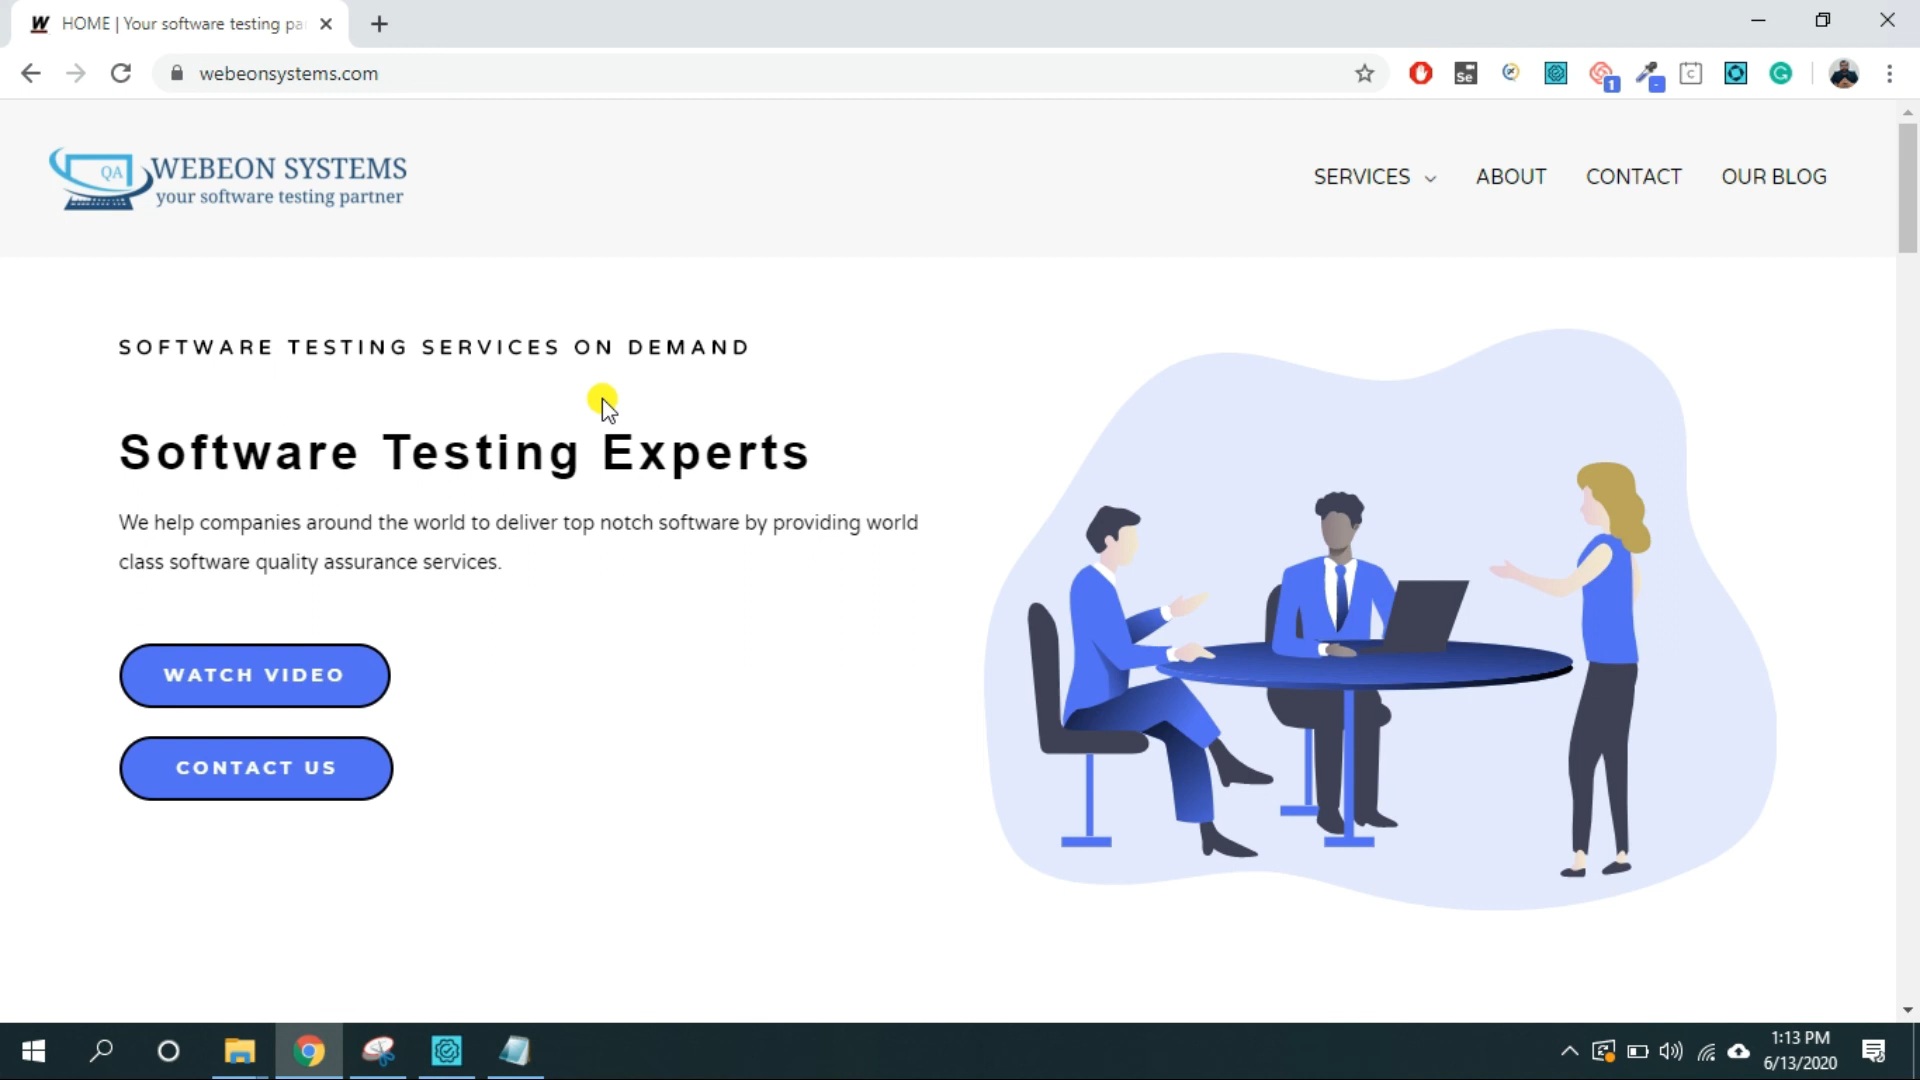 W HOME | Your software testing pa
webeonsystems.com
Se
1
C
G
QA
WEBEON SYSTEMS
your software testing partner
SERVICES ABOUT CONTACT OUR BLOG
SOFTWARE TESTING SERVICES ON DEMAND
Software Testing Experts
We help companies around the world to deliver top notch software by providing world
class software quality assurance services.
WATCH VIDEO
CONTACT US
1:13 PM
6/13/2020